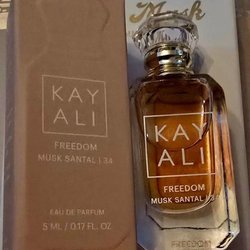 Musk
KAY
ALI
FREEDOM
MUSK SANTAL | 34
EAU DE PARFUM
5 ML / 0.17 FL. OZ
KAY
ALI
FREEDOM
MUSK SANTAL | 34